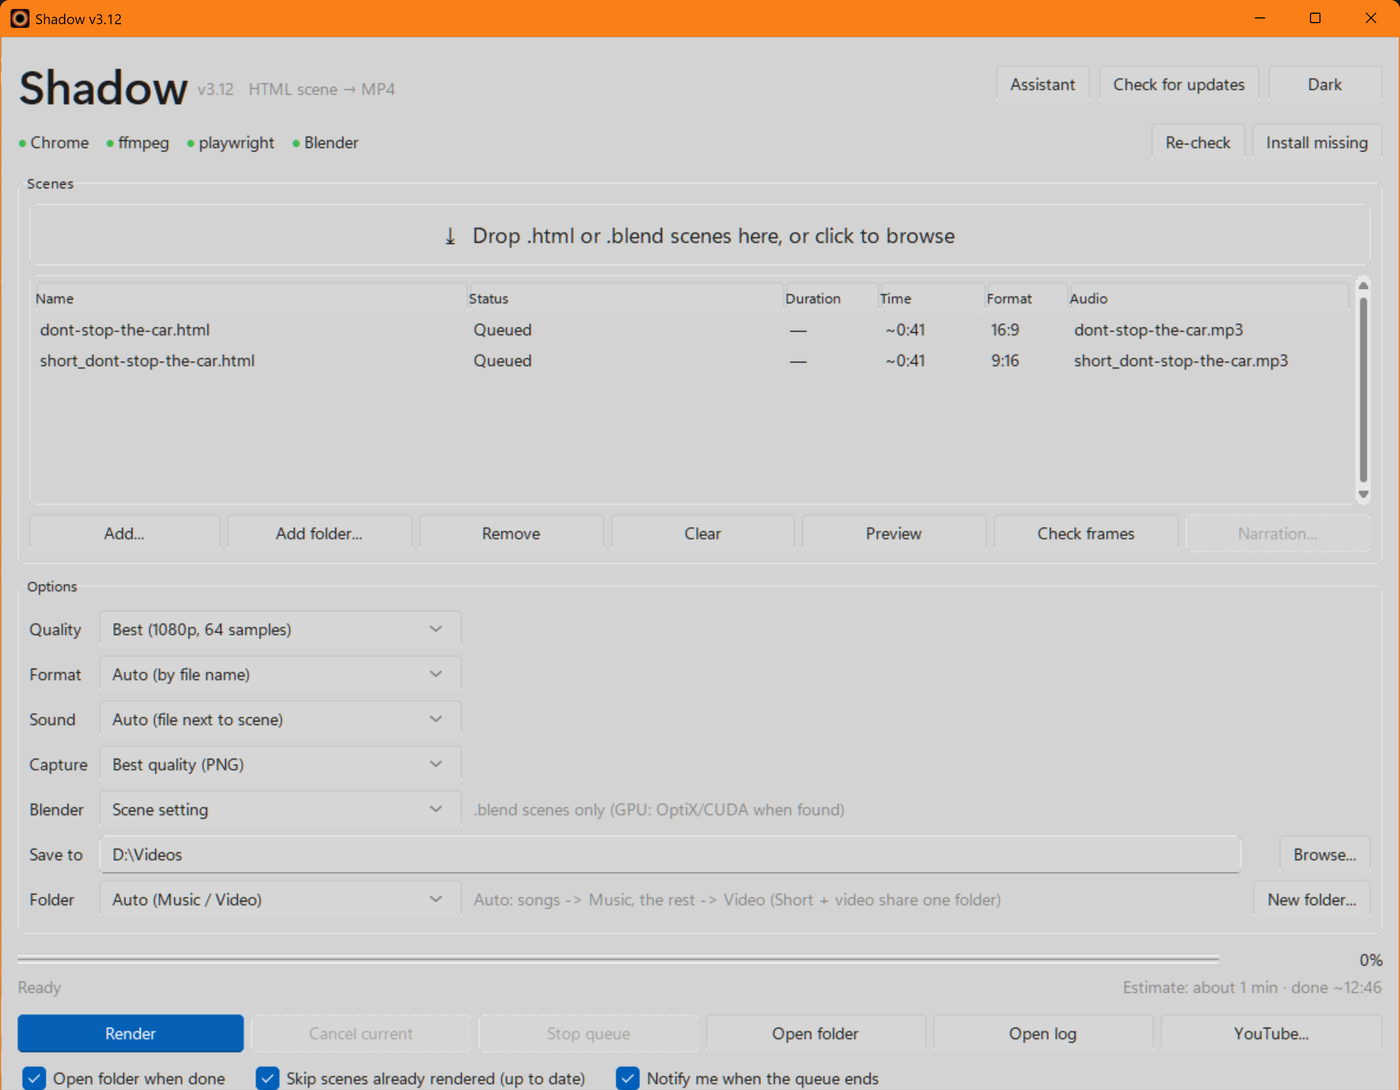 Shadow v3.12
Shadow v3.12 HTML scene → MP4 Assistant Check for updates Dark
Chrome ffmpeg playwright Blender Re-check Install missing
Scenes
↓ Drop .html or .blend scenes here, or click to browse
Name Status Duration Time Format Audio
dont-stop-the-car.html Queued — ~0:41 16:9 dont-stop-the-car.mp3
short_dont-stop-the-car.html Queued — ~0:41 9:16 short_dont-stop-the-car.mp3
Add... Add folder... Remove Clear Preview Check frames Narration...
Options
Quality Best (1080p, 64 samples)
Format Auto (by file name)
Sound Auto (file next to scene)
Capture Best quality (PNG)
Blender Scene setting .blend scenes only (GPU: OptiX/CUDA when found)
Save to D:\Videos Browse...
Folder Auto (Music / Video) Auto: songs -> Music, the rest -> Video (Short + video share one folder) New folder...
0%
Ready Estimate: about 1 min · done ~12:46
Render Cancel current Stop queue Open folder Open log YouTube...
Open folder when done Skip scenes already rendered (up to date) Notify me when the queue ends